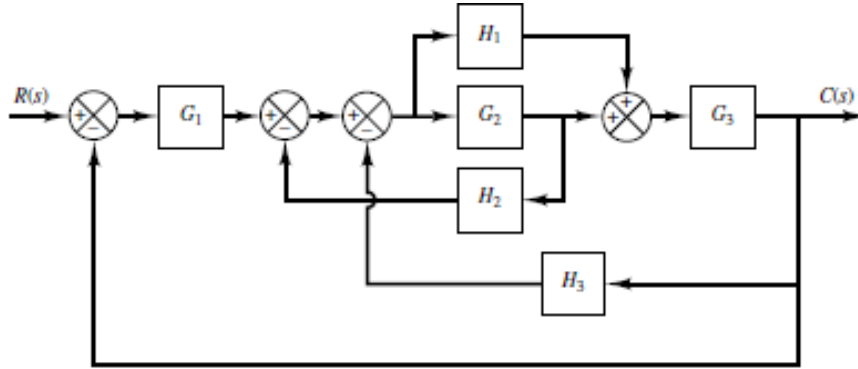 H₁
R(s)
C(s)
+
−
G₁
+
−
+
−
G₂
+
+
G₃
H₂
H₃